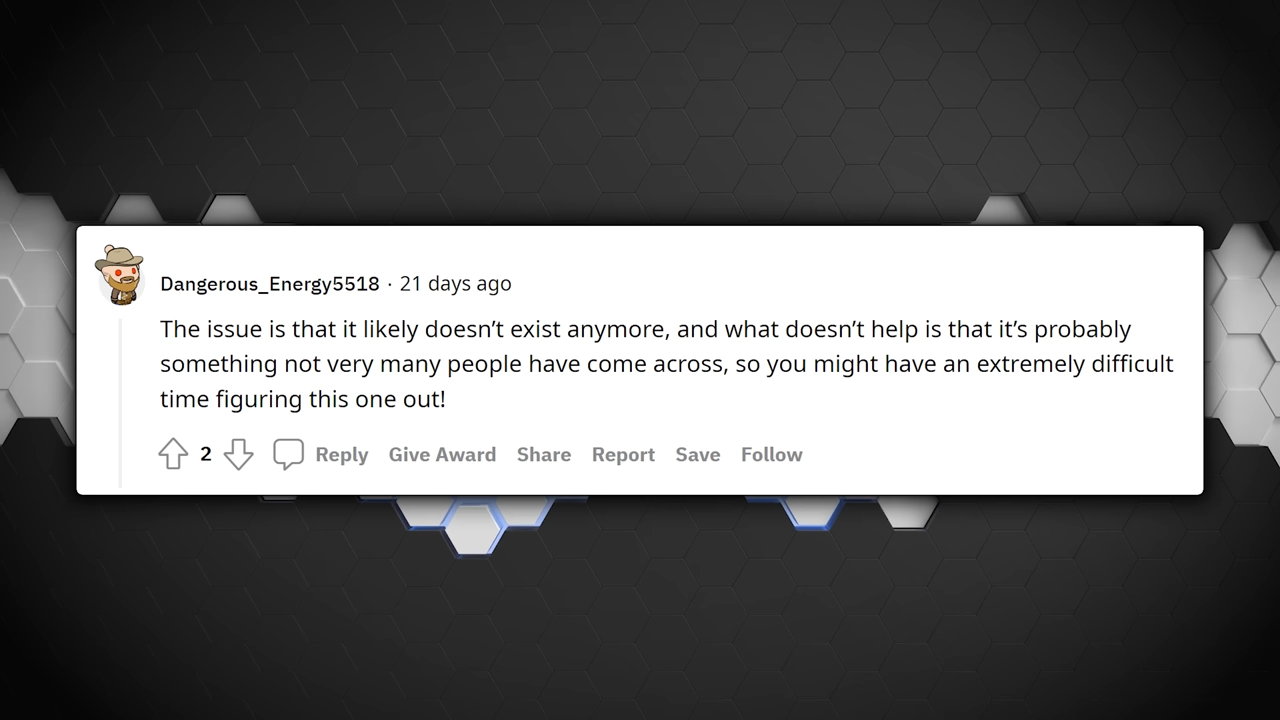 Dangerous_Energy5518 · 21 days ago
The issue is that it likely doesn’t exist anymore, and what doesn’t help is that it’s probably
something not very many people have come across, so you might have an extremely difficult
time figuring this one out!
2 Reply Give Award Share Report Save Follow